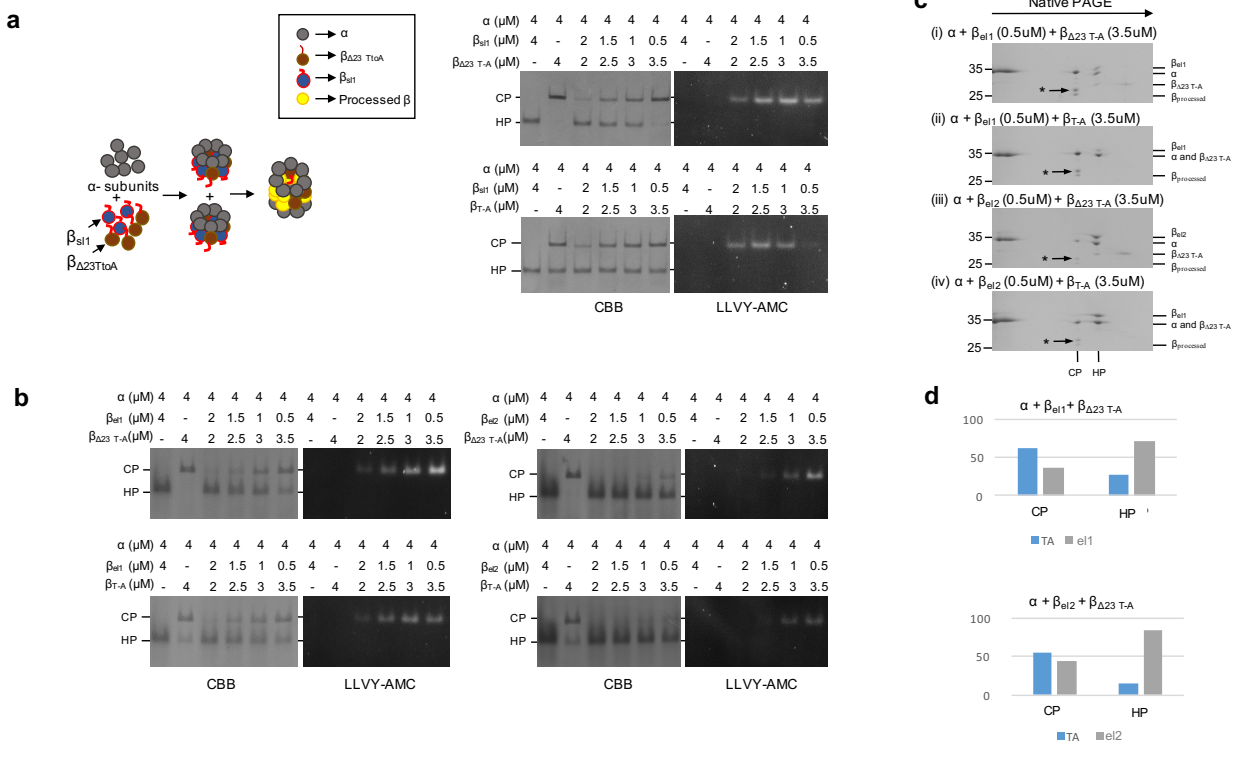 a
α
β∆23 TtoA
βsl1
Processed β
α- subunits
+
βsl1
β∆23TtoA
+
α (µM) 4 4 4 4 4 4 4 4 4 4 4 4
βsl1(µM) 4 - 2 1.5 1 0.5 4 - 2 1.5 1 0.5
β∆23 T-A(µM) - 4 2 2.5 3 3.5 - 4 2 2.5 3 3.5
CP
HP
α (µM) 4 4 4 4 4 4 4 4 4 4 4 4
βsl1(µM) 4 - 2 1.5 1 0.5 4 - 2 1.5 1 0.5
βT-A(µM) - 4 2 2.5 3 3.5 - 4 2 2.5 3 3.5
CP
HP
CBB LLVY-AMC
b
α (µM) 4 4 4 4 4 4 4 4 4 4 4 4
βel1 (µM) 4 - 2 1.5 1 0.5 4 - 2 1.5 1 0.5
β∆23 T-A(µM) - 4 2 2.5 3 3.5 - 4 2 2.5 3 3.5
CP
HP
α (µM) 4 4 4 4 4 4 4 4 4 4 4 4
βel1 (µM) 4 - 2 1.5 1 0.5 4 - 2 1.5 1 0.5
βT-A (µM) - 4 2 2.5 3 3.5 - 4 2 2.5 3 3.5
CP
HP
CBB LLVY-AMC
α (µM) 4 4 4 4 4 4 4 4 4 4 4 4
βel2 (µM) 4 - 2 1.5 1 0.5 4 - 2 1.5 1 0.5
β∆23 T-A(µM) - 4 2 2.5 3 3.5 - 4 2 2.5 3 3.5
CP
HP
α (µM) 4 4 4 4 4 4 4 4 4 4 4 4
βel2 (µM) 4 - 2 1.5 1 0.5 4 - 2 1.5 1 0.5
βT-A (µM) - 4 2 2.5 3 3.5 - 4 2 2.5 3 3.5
CP
HP
CBB LLVY-AMC
c
Native PAGE
(i) α + βel1 (0.5uM) + β∆23 T-A (3.5uM)
35
25
*
βel1
α
β∆23 T-A
βprocessed
(ii) α + βel1 (0.5uM) + βT-A (3.5uM)
35
25
*
βel1
α and β∆23 T-A
βprocessed
(iii) α + βel2 (0.5uM) + β∆23 T-A (3.5uM)
35
25
*
βel2
α
β∆23 T-A
βprocessed
(iv) α + βel2 (0.5uM) + βT-A (3.5uM)
35
25
*
βel1
α and β∆23 T-A
βprocessed
CP HP
d
α + βel1 + β∆23 T-A
100
50
0
CP HP
TA el1
α + βel2 + β∆23 T-A
100
50
0
CP HP
TA el2